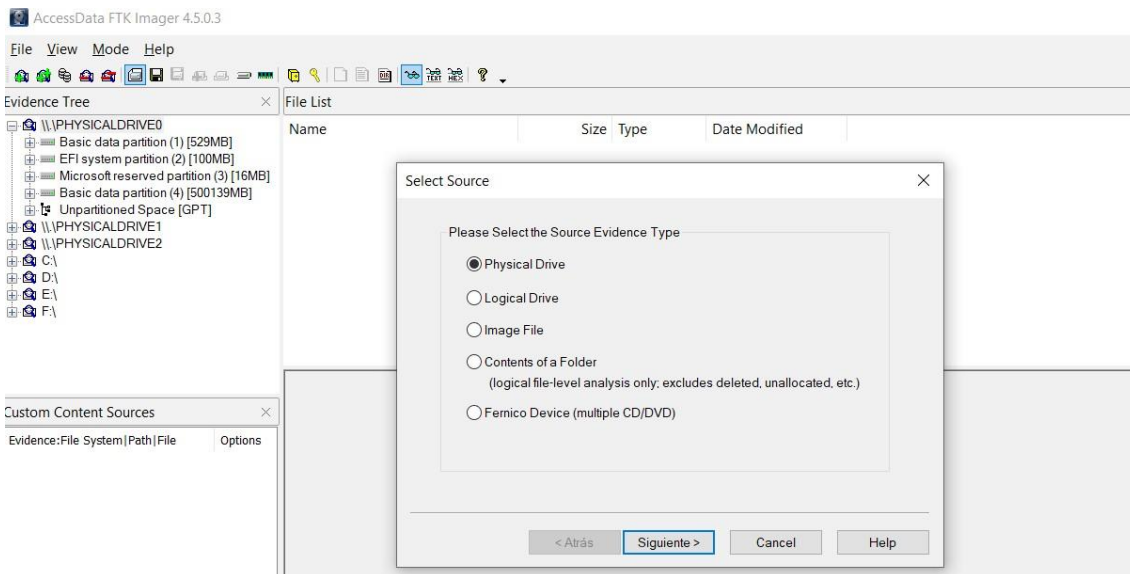 AccessData FTK Imager 4.5.0.3
File View Mode Help
Evidence Tree
\\.\PHYSICALDRIVE0
Basic data partition (1) [529MB]
EFI system partition (2) [100MB]
Microsoft reserved partition (3) [16MB]
Basic data partition (4) [500139MB]
Unpartitioned Space [GPT]
\\.\PHYSICALDRIVE1
\\.\PHYSICALDRIVE2
C:\
D:\
E:\
F:\
Custom Content Sources
Evidence:File System|Path|File Options
File List
Name Size Type Date Modified
Select Source
Please Select the Source Evidence Type
Physical Drive
Logical Drive
Image File
Contents of a Folder
(logical file-level analysis only; excludes deleted, unallocated, etc.)
Fernico Device (multiple CD/DVD)
< Atrás Siguiente > Cancel Help